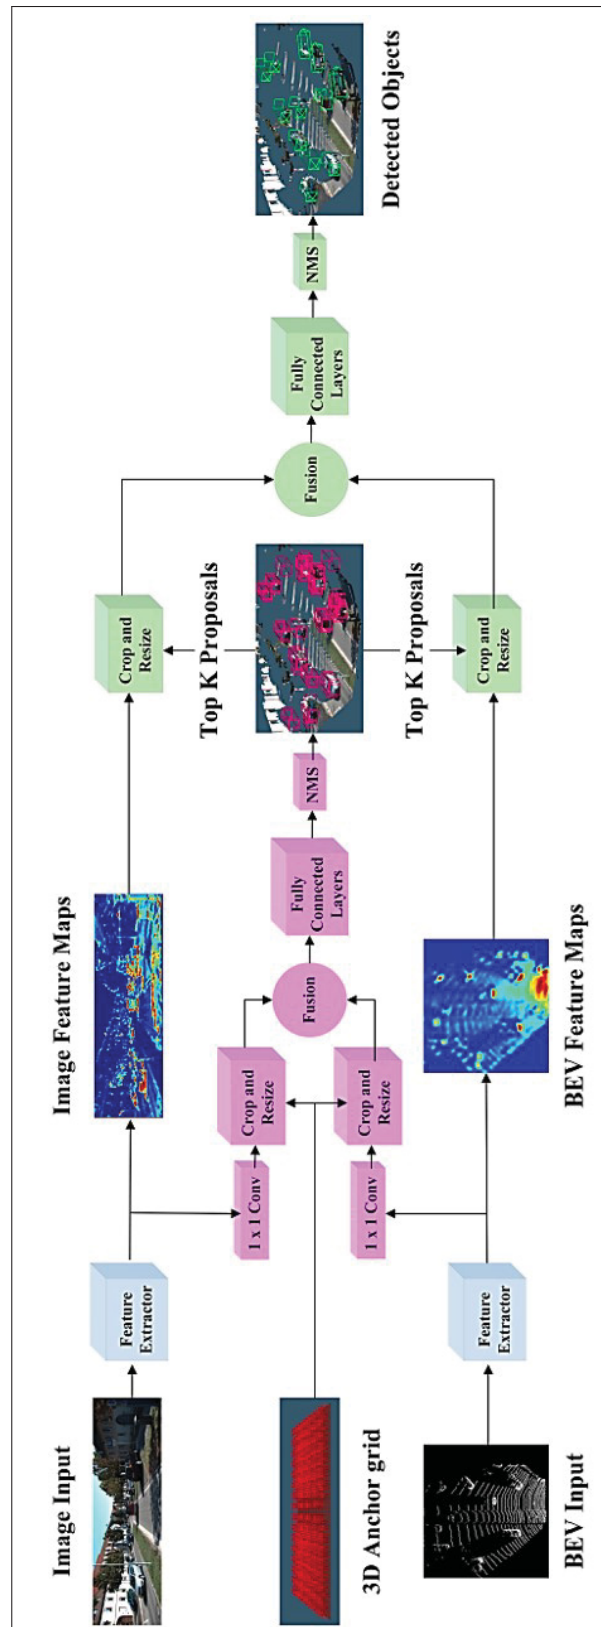 Image Input
Feature
Extractor
Image Feature Maps
Crop and
Resize
1 x 1 Conv
Crop and
Resize
3D Anchor grid
Fusion
Fully
Connected
Layers
NMS
Top K Proposals
Top K Proposals
Fusion
Fully
Connected
Layers
NMS
Detected Objects
1 x 1 Conv
Crop and
Resize
BEV Input
Feature
Extractor
BEV Feature Maps
Crop and
Resize